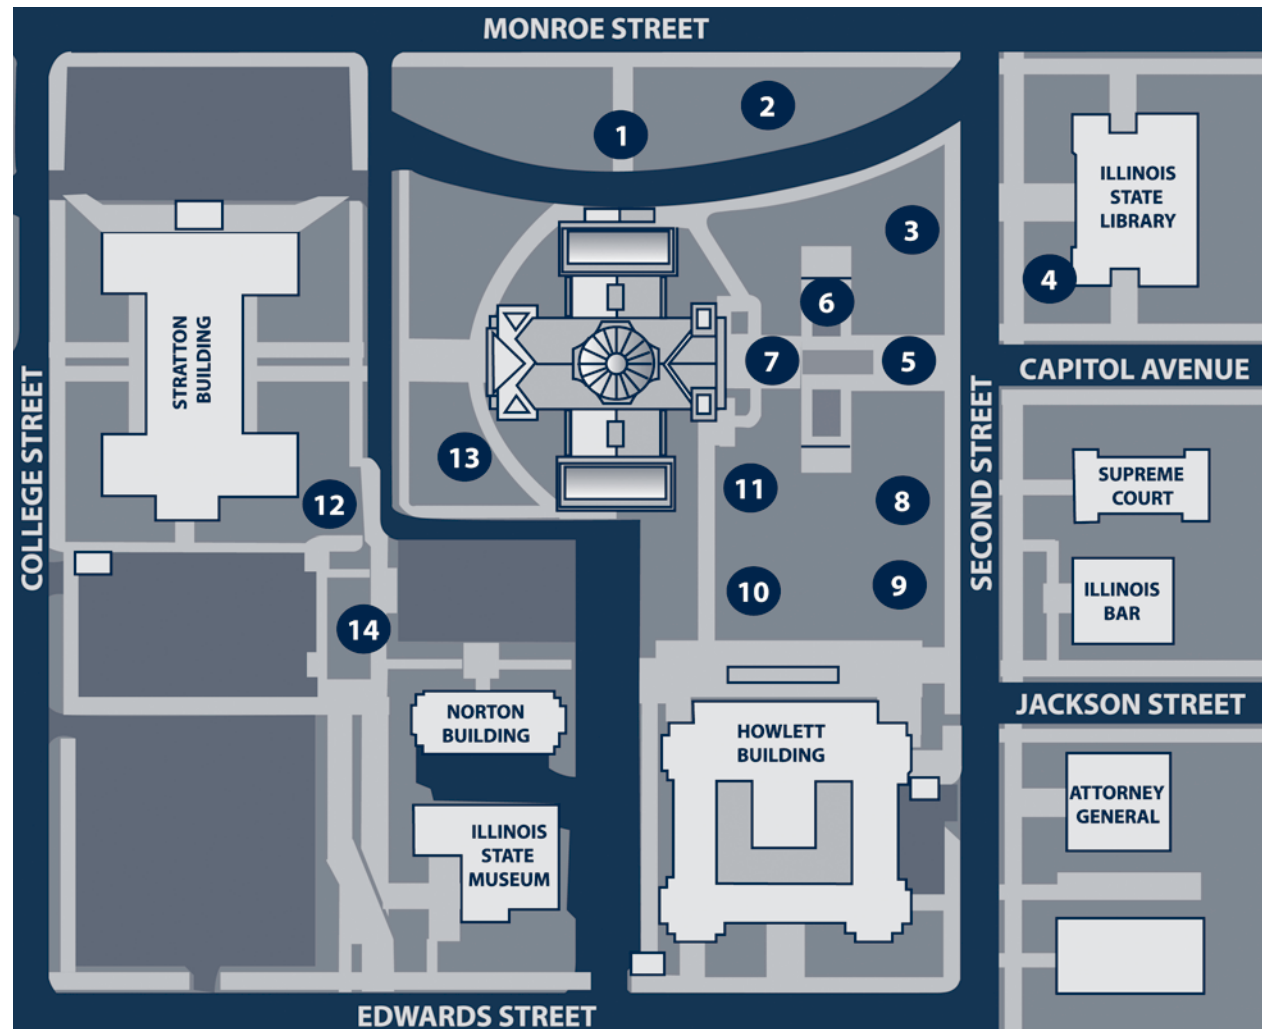 MONROE STREET
2
1
ILLINOIS
STATE
LIBRARY
3
4
6
STRATTON
BUILDING
7
5
CAPITOL AVENUE
COLLEGE STREET
SECOND STREET
13
11
8
12
SUPREME
COURT
10
9
ILLINOIS
BAR
14
NORTON
BUILDING
HOWLETT
BUILDING
JACKSON STREET
ATTORNEY
GENERAL
ILLINOIS
STATE
MUSEUM
EDWARDS STREET